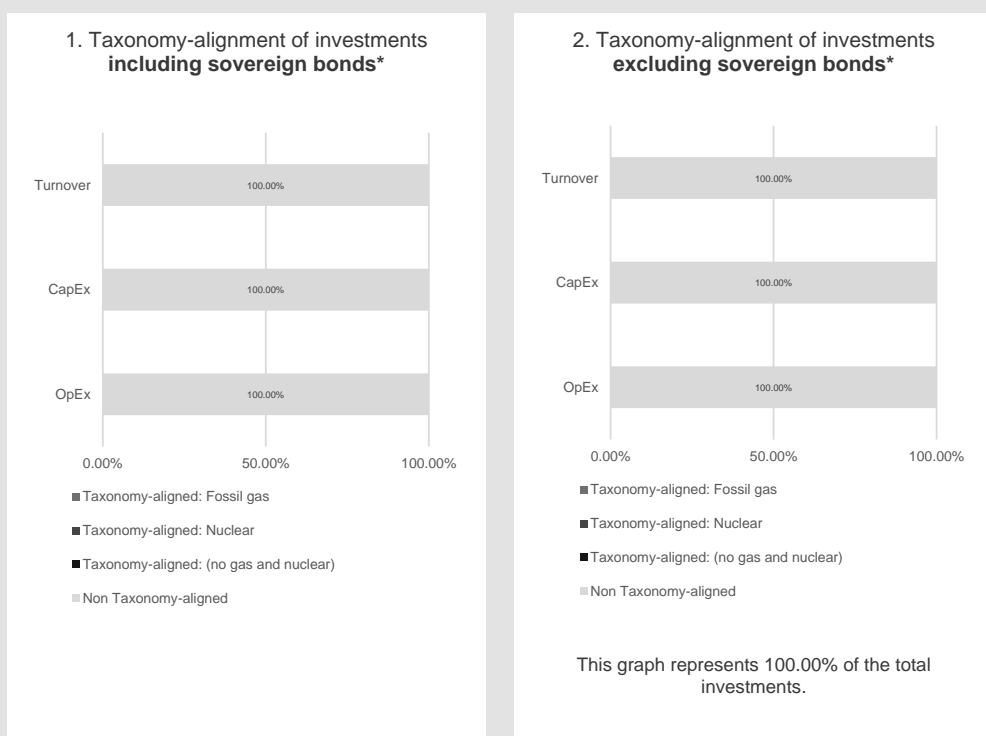 1. Taxonomy-alignment of investments
including sovereign bonds*
Turnover
100.00%
CapEx
100.00%
OpEx
100.00%
0.00% 50.00% 100.00%
Taxonomy-aligned: Fossil gas
Taxonomy-aligned: Nuclear
Taxonomy-aligned: (no gas and nuclear)
Non Taxonomy-aligned
2. Taxonomy-alignment of investments
excluding sovereign bonds*
Turnover
100.00%
CapEx
100.00%
OpEx
100.00%
0.00% 50.00% 100.00%
Taxonomy-aligned: Fossil gas
Taxonomy-aligned: Nuclear
Taxonomy-aligned: (no gas and nuclear)
Non Taxonomy-aligned
This graph represents 100.00% of the total
investments.